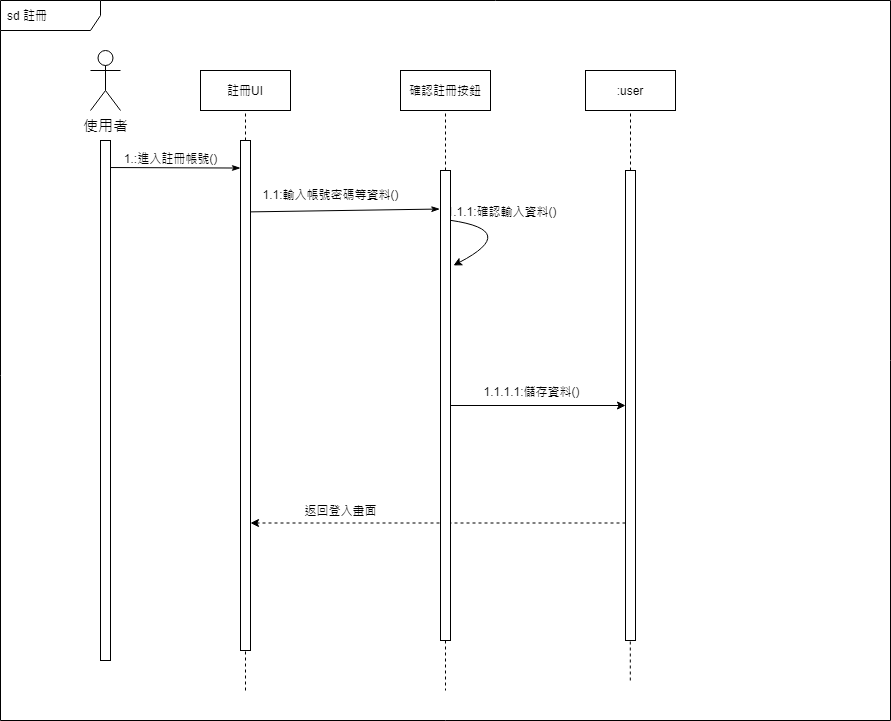 sd 註冊
使用者
註冊UI
確認註冊按鈕
:user
1.:進入註冊帳號()
1.1:輸入帳號密碼等資料()
.1.1:確認輸入資料()
1.1.1.1:儲存資料()
返回登入畫面